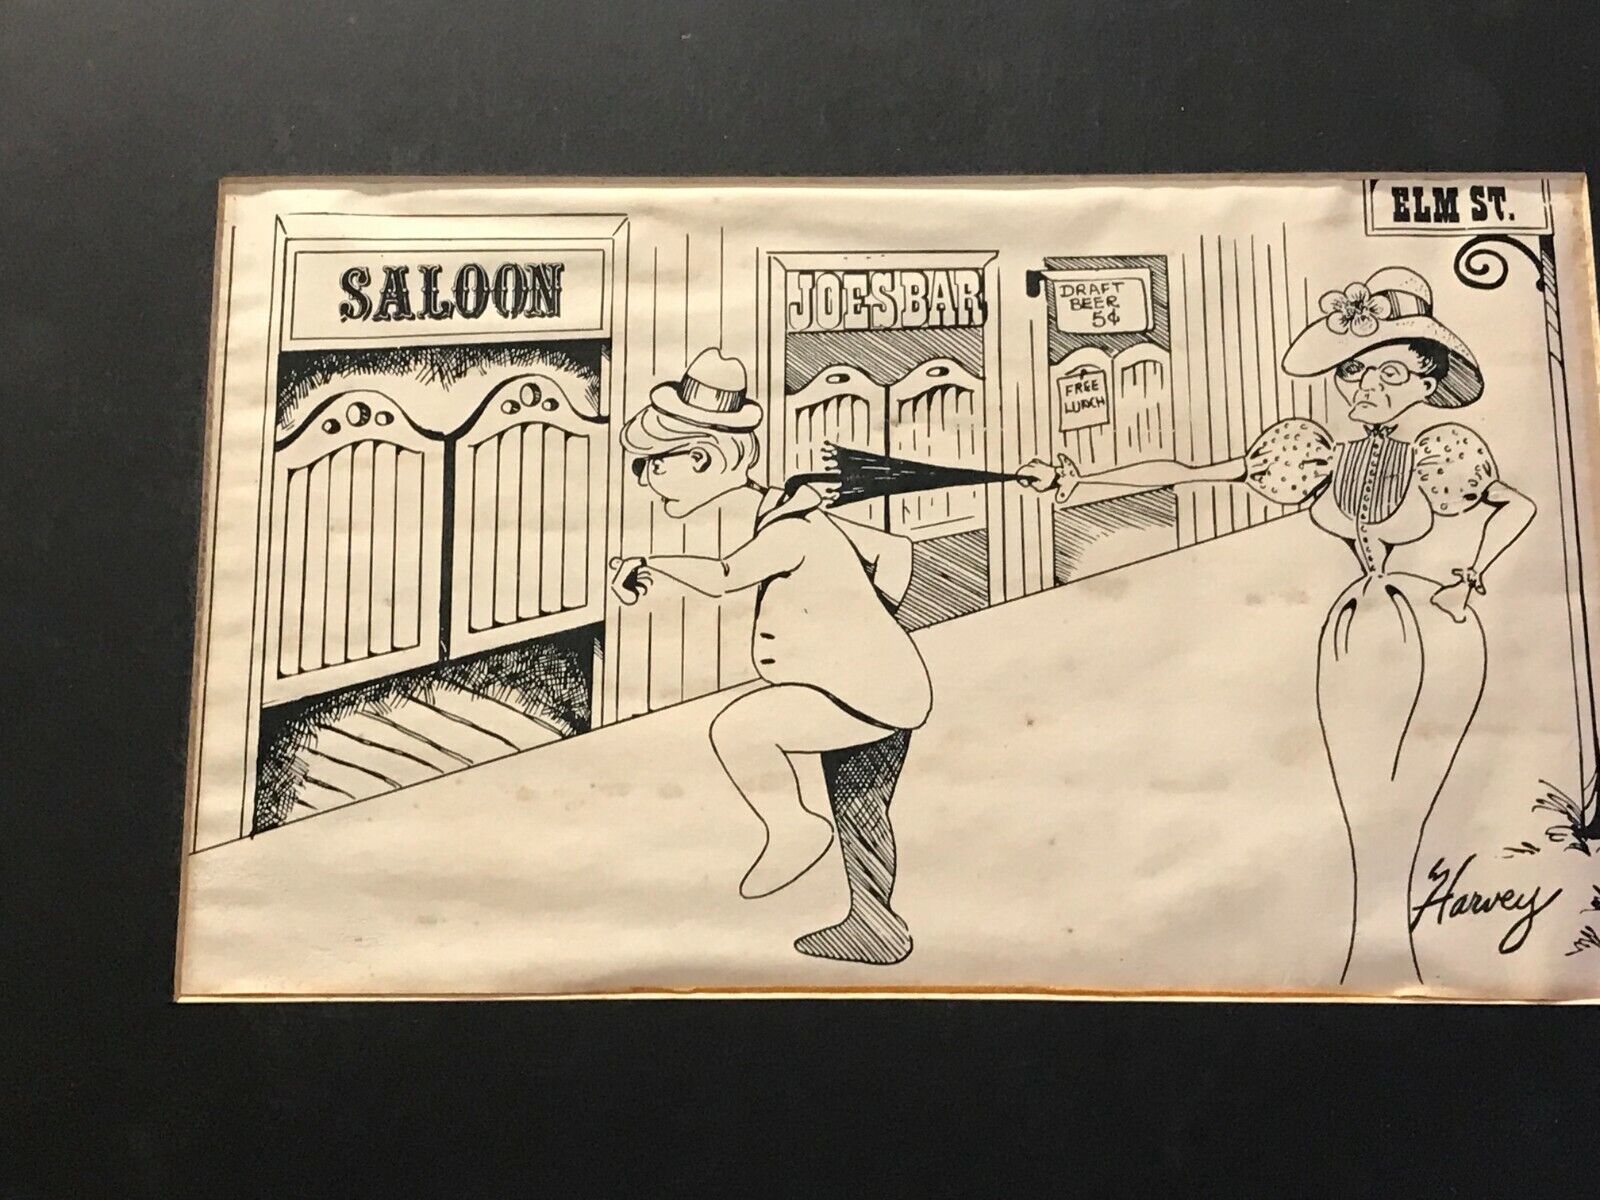 SALOON
JOESBAR
DRAFT
BEER
5¢
FREE
LUNCH
ELM ST.
Harvey